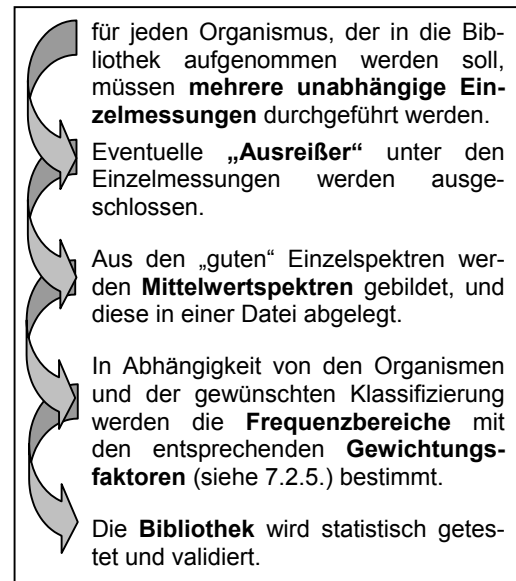 für jeden Organismus, der in die Bib-
liothek aufgenommen werden soll,
müssen mehrere unabhängige Ein-
zelmessungen durchgeführt werden.
Eventuelle „Ausreißer“ unter den
Einzelmessungen werden ausge-
schlossen.
Aus den „guten“ Einzelspektren wer-
den Mittelwertspektren gebildet, und
diese in einer Datei abgelegt.
In Abhängigkeit von den Organismen
und der gewünschten Klassifizierung
werden die Frequenzbereiche mit
den entsprechenden Gewichtungs-
faktoren (siehe 7.2.5.) bestimmt.
Die Bibliothek wird statistisch getes-
tet und validiert.